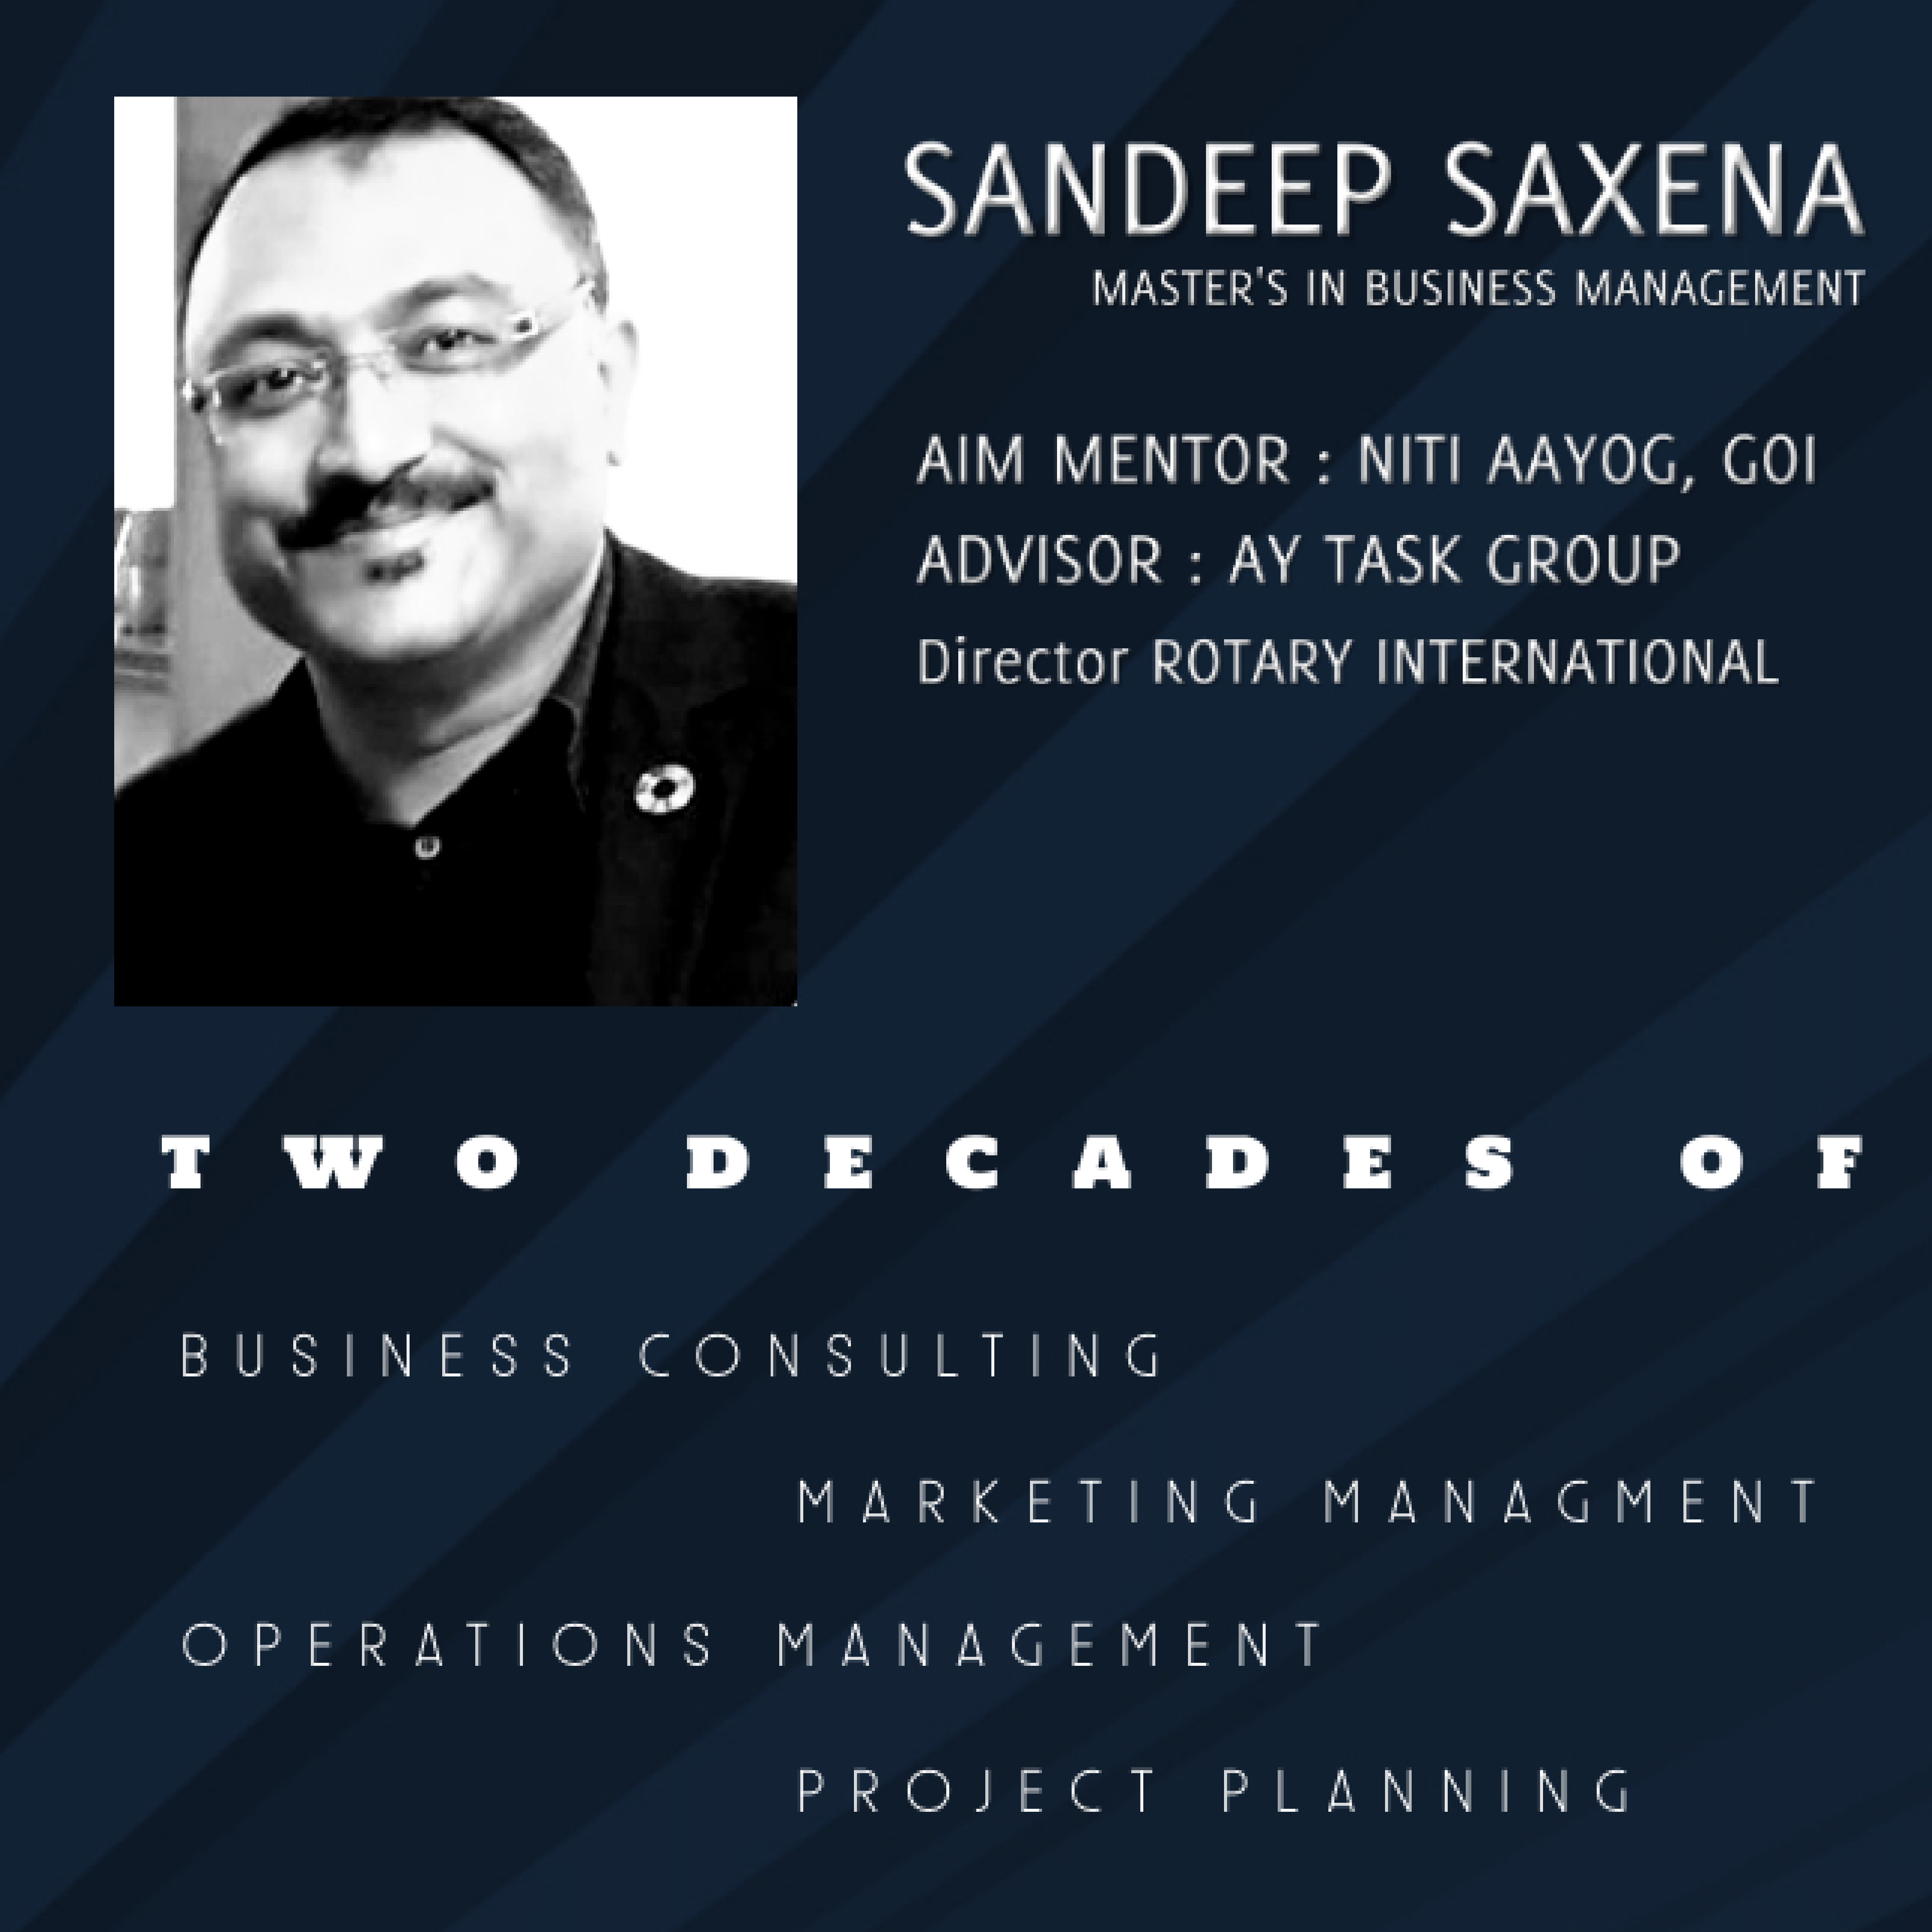 SANDEEP SAXENA
MASTER'S IN BUSINESS MANAGEMENT
AIM MENTOR : NITI AAYOG, GOI
ADVISOR : AY TASK GROUP
Director ROTARY INTERNATIONAL
TWO DECADES OF
BUSINESS CONSULTING
MARKETING MANAGMENT
OPERATIONS MANAGEMENT
PROJECT PLANNING